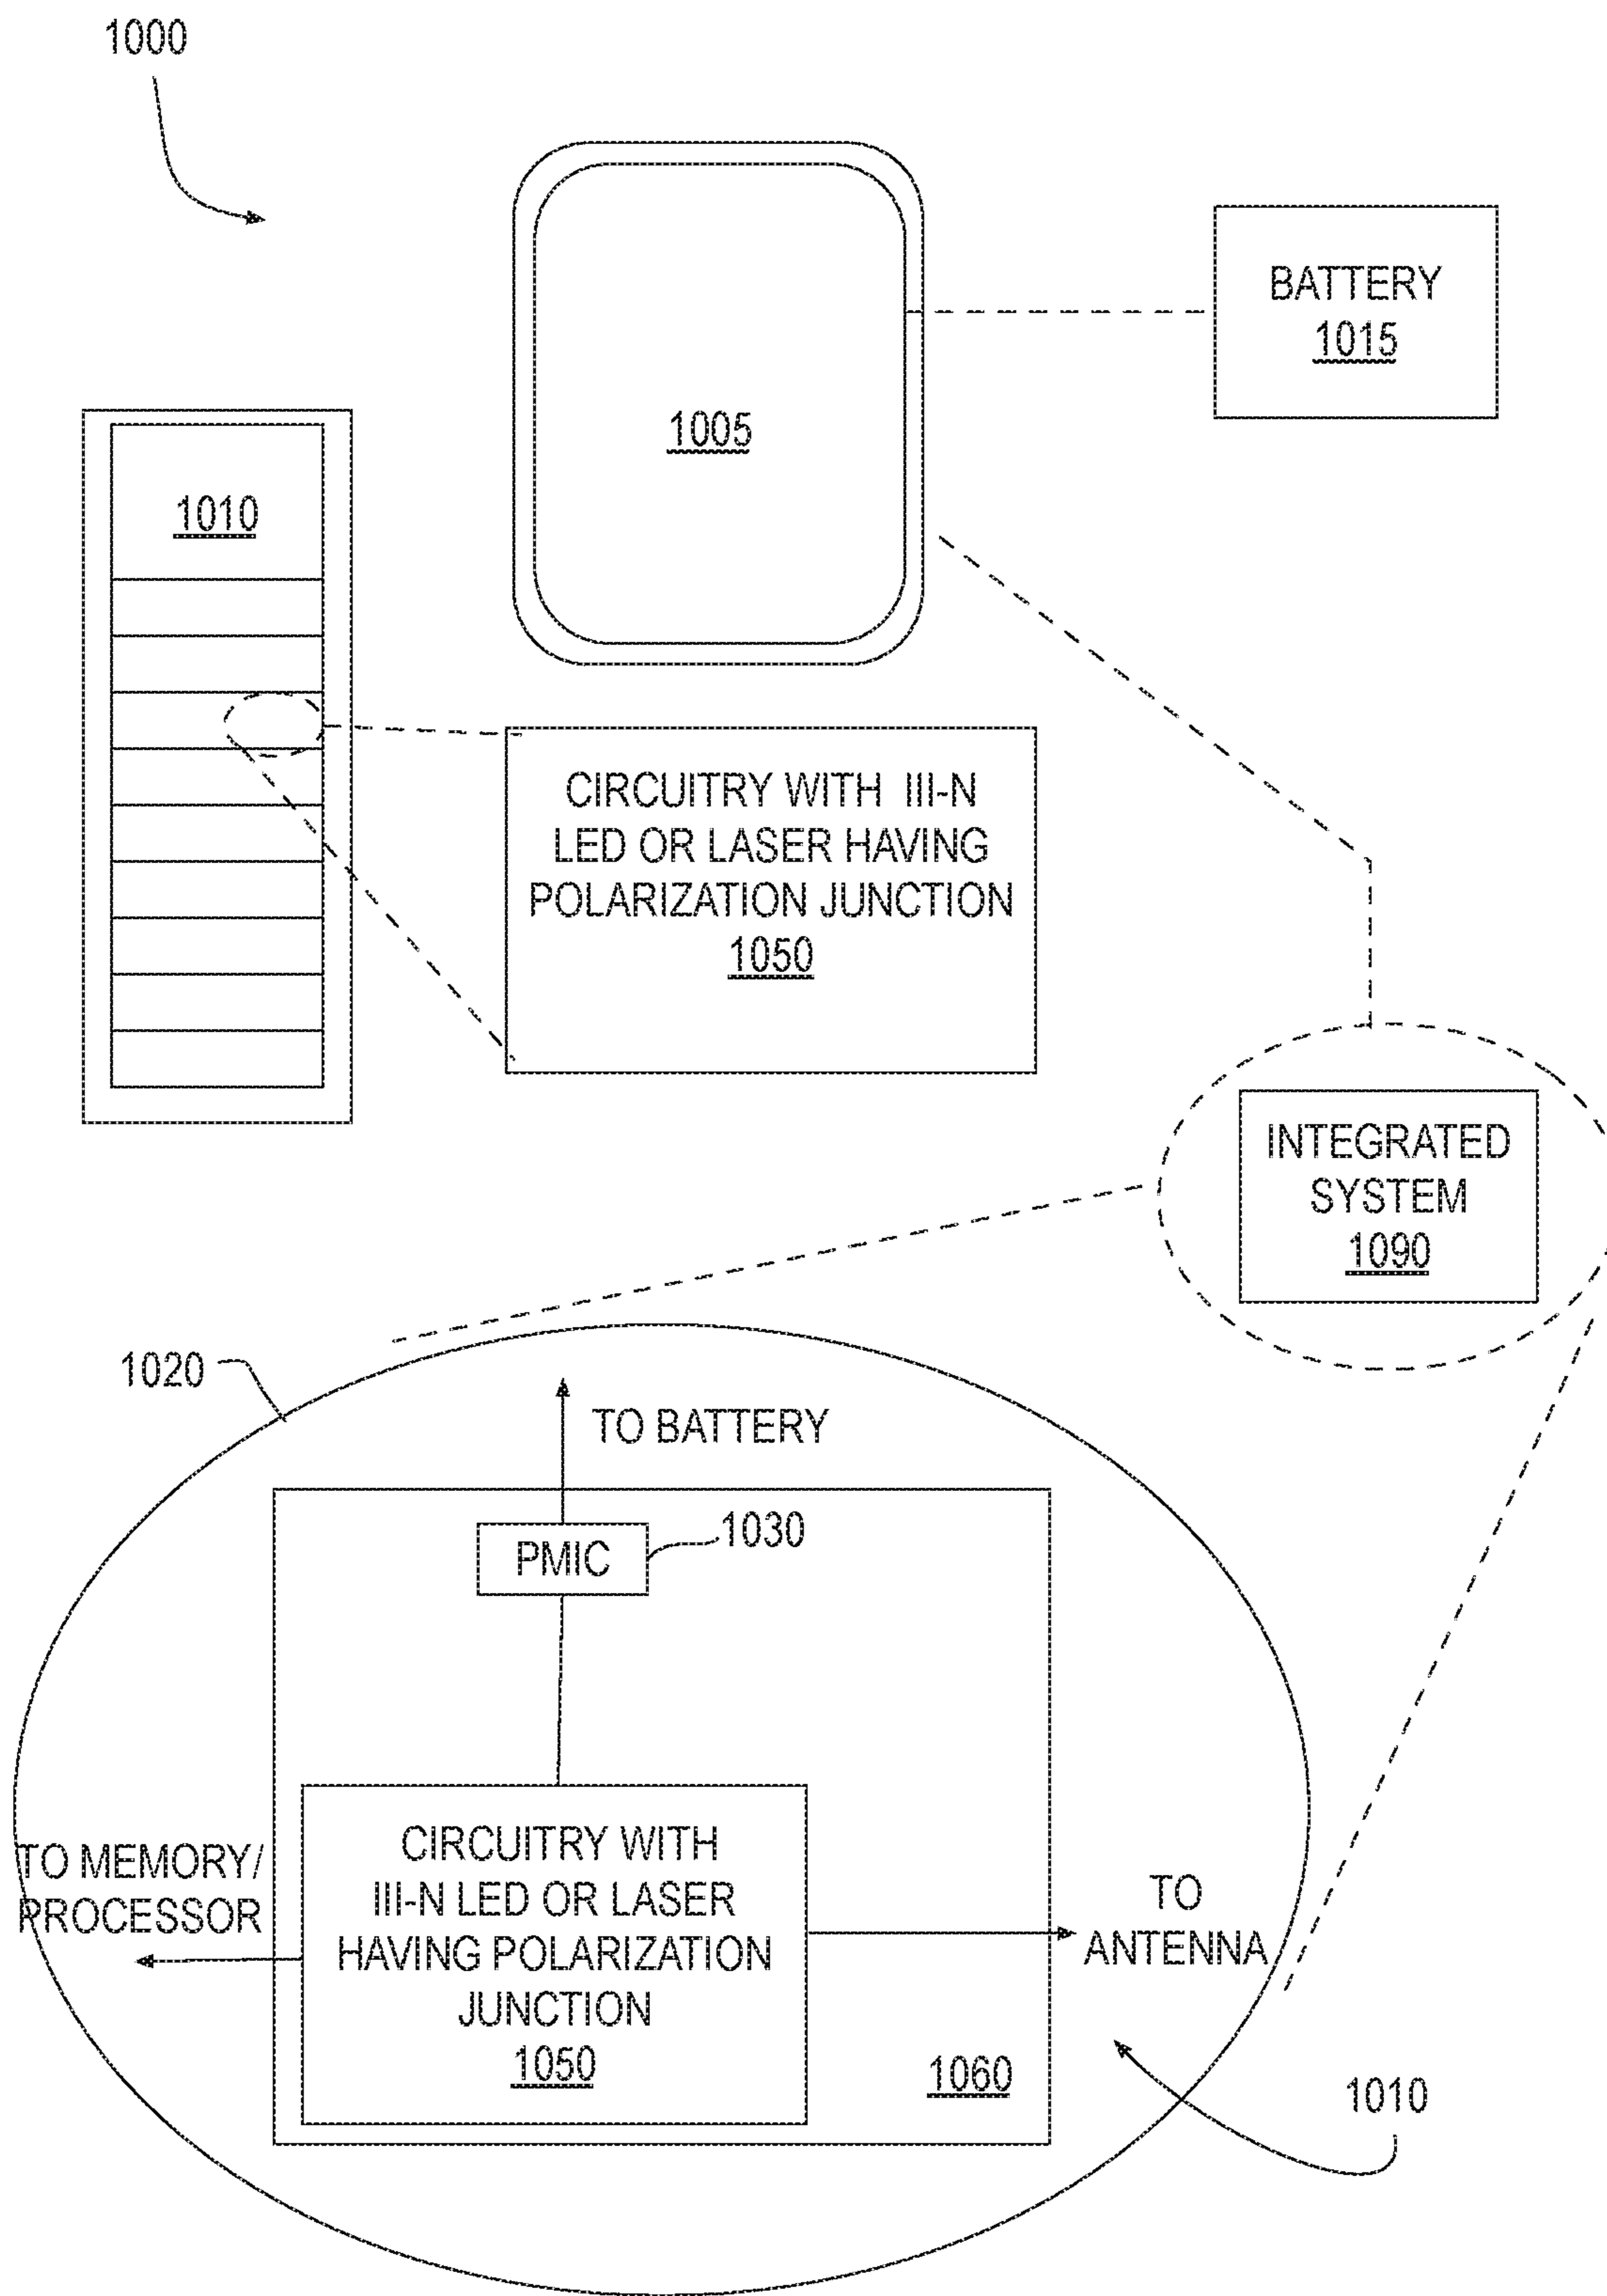 1000
BATTERY
1015
1005
1010
CIRCUITRY WITH III-N
LED OR LASER HAVING
POLARIZATION JUNCTION
1050
INTEGRATED
SYSTEM
1090
1020
TO BATTERY
PMIC
1030
TO MEMORY/
PROCESSOR
CIRCUITRY WITH
III-N LED OR LASER
HAVING POLARIZATION
JUNCTION
1050
TO
ANTENNA
1060
1010